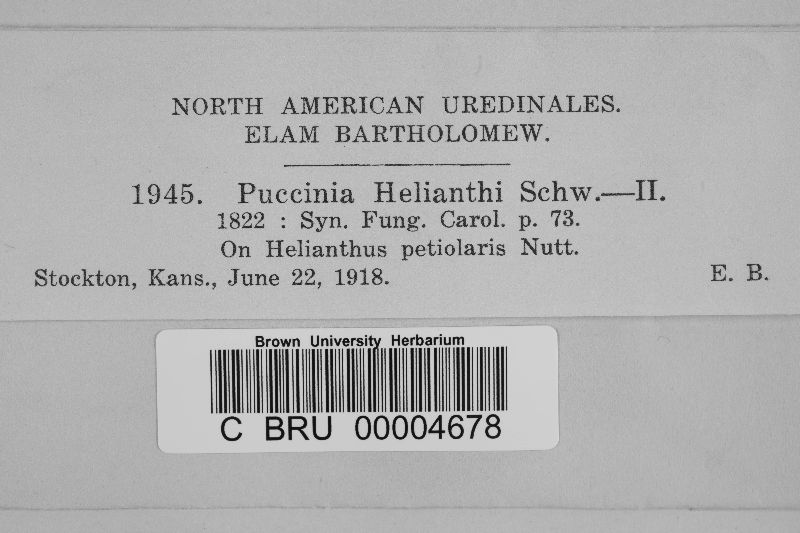 NORTH AMERICAN UREDINALES.
ELAM BARTHOLOMEW.
1945. Puccinia Helianthi Schw.—II.
1822 : Syn. Fung. Carol. p. 73.
On Helianthus petiolaris Nutt.
Stockton, Kans., June 22, 1918. E. B.
Brown University Herbarium
C BRU 00004678